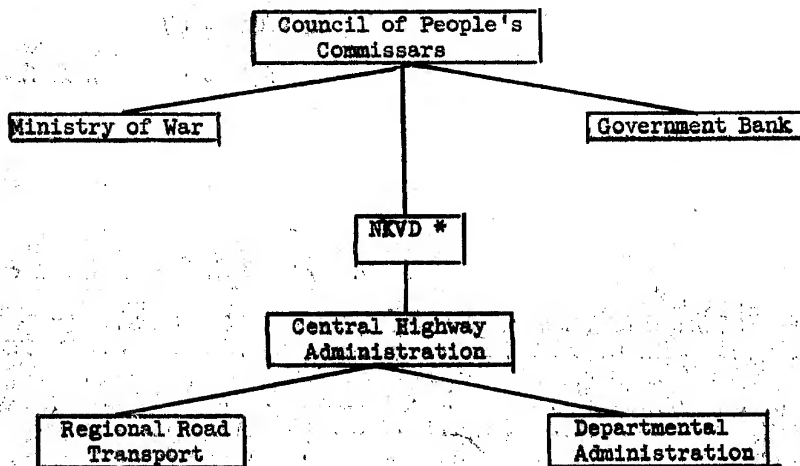 Council of People's
Commissars
Ministry of War
Government Bank
NKVD *
Central Highway
Administration
Regional Road
Transport
Departmental
Administration